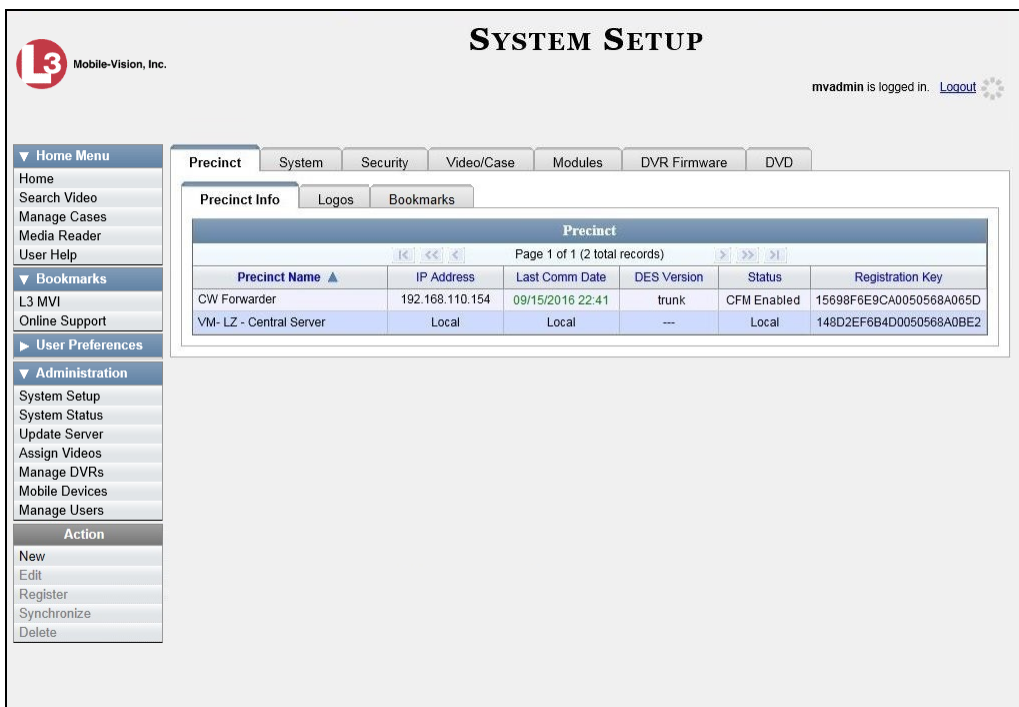 SYSTEM SETUP
L3 Mobile-Vision, Inc.
mvadmin is logged in. Logout
▼ Home Menu
Home
Search Video
Manage Cases
Media Reader
User Help
▼ Bookmarks
L3 MVI
Online Support
▶ User Preferences
▼ Administration
System Setup
System Status
Update Server
Assign Videos
Manage DVRs
Mobile Devices
Manage Users
Action
New
Edit
Register
Synchronize
Delete
Precinct System Security Video/Case Modules DVR Firmware DVD
Precinct Info Logos Bookmarks
Precinct
|< << < Page 1 of 1 (2 total records) > >> >|
Precinct Name ▲ IP Address Last Comm Date DES Version Status Registration Key
CW Forwarder 192.168.110.154 09/15/2016 22:41 trunk CFM Enabled 15698F6E9CA0050568A065D
VM- LZ - Central Server Local Local --- Local 148D2EF6B4D0050568A0BE2